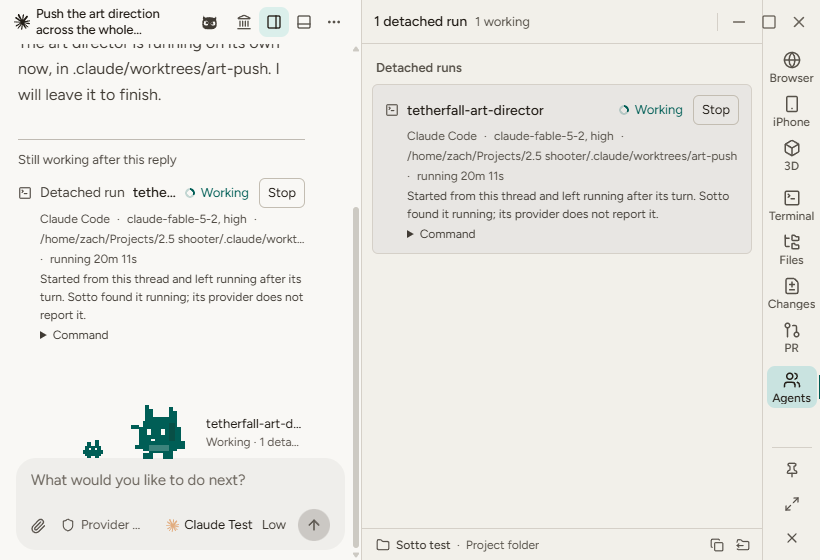 Push the art direction
across the whole...
The art director is running on its own
now, in .claude/worktrees/art-push. I
will leave it to finish.
Still working after this reply
Detached run tethe... Working Stop
Claude Code · claude-fable-5-2, high ·
/home/zach/Projects/2.5 shooter/.claude/workt...
· running 20m 11s
Started from this thread and left running after its
turn. Sotto found it running; its provider does not
report it.
Command
tetherfall-art-d...
Working · 1 deta...
What would you like to do next?
Provider ... Claude Test Low
1 detached run 1 working
Detached runs
tetherfall-art-director Working Stop
Claude Code · claude-fable-5-2, high ·
/home/zach/Projects/2.5 shooter/.claude/worktrees/art-push
· running 20m 11s
Started from this thread and left running after its turn. Sotto
found it running; its provider does not report it.
Command
Sotto test · Project folder
Browser
iPhone
3D
Terminal
Files
Changes
PR
Agents